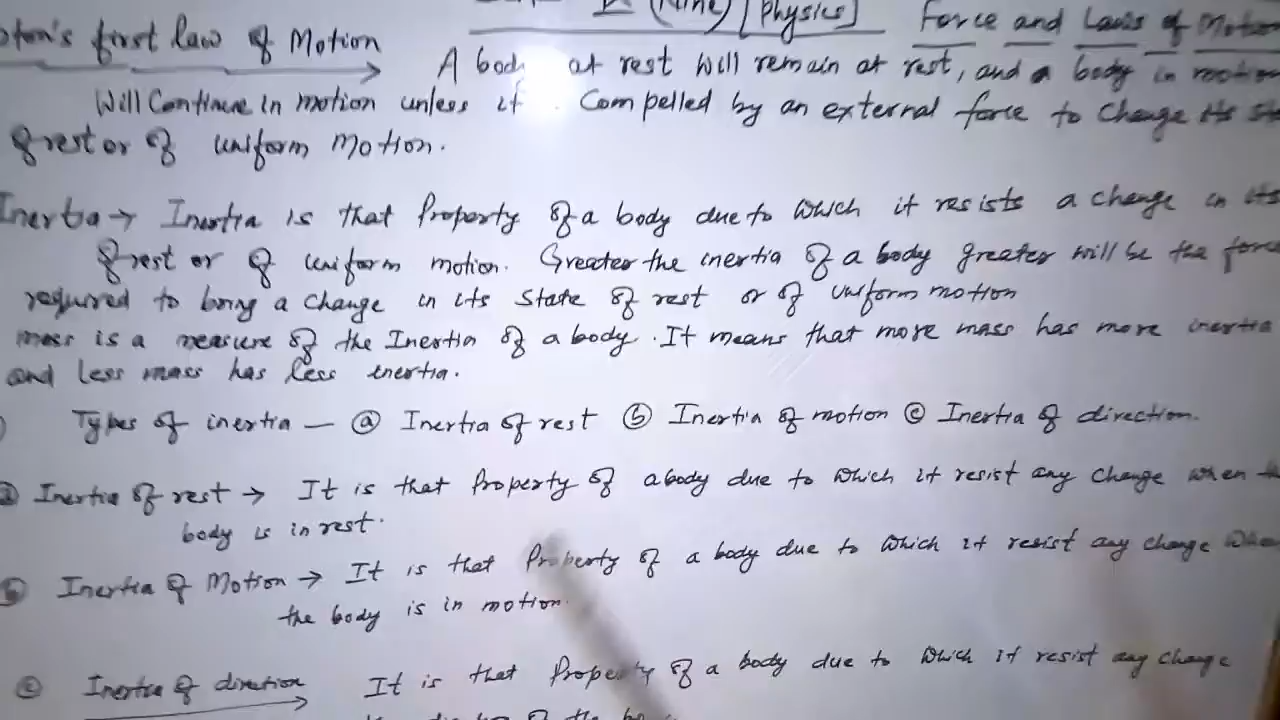 (Nine) [Physics] Force and Laws of Motion
first law of Motion A body at rest will remain at rest, and a body in motion
Will Continue in motion unless it Compelled by an external force to change its
of rest or of uniform Motion.
Inertia → Inertia is that Property of a body due to which it resists a change in its
of rest or of uniform motion. Greater the inertia of a body greater will be the force
required to bring a change in its state of rest or of uniform motion
mass is a measure of the Inertia of a body. It means that more mass has more inertia
and less mass has less inertia.
Types of inertia — ⓐ Inertia of rest ⓑ Inertia of motion ⓒ Inertia of direction.
ⓐ Inertia of rest → It is that Property of a body due to which it resist any change when
body is in rest.
ⓑ Inertia of Motion → It is that Property of a body due to which it resist any change when
the body is in motion.
ⓒ Inertia of direction → It is that Property of a body due to which it resist any change
of the